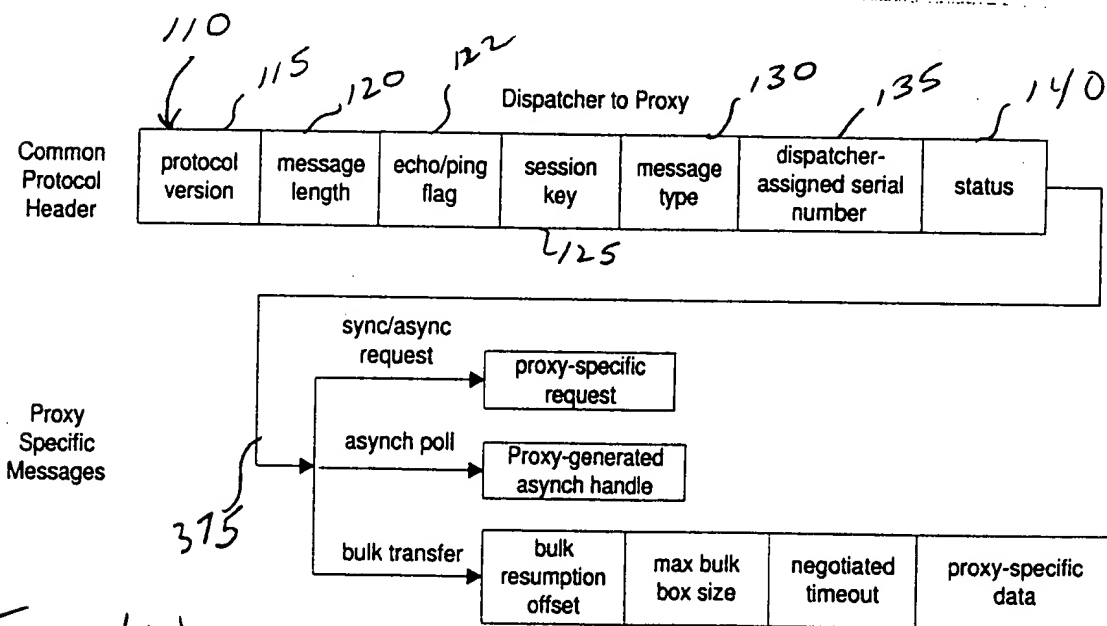 110
115
120
122
130
135
140
Dispatcher to Proxy
Common
Protocol
Header
protocol
version
message
length
echo/ping
flag
session
key
message
type
dispatcher-
assigned serial
number
status
125
sync/async
request
proxy-specific
request
Proxy
Specific
Messages
asynch poll
Proxy-generated
asynch handle
375
bulk transfer
bulk
resumption
offset
max bulk
box size
negotiated
timeout
proxy-specific
data